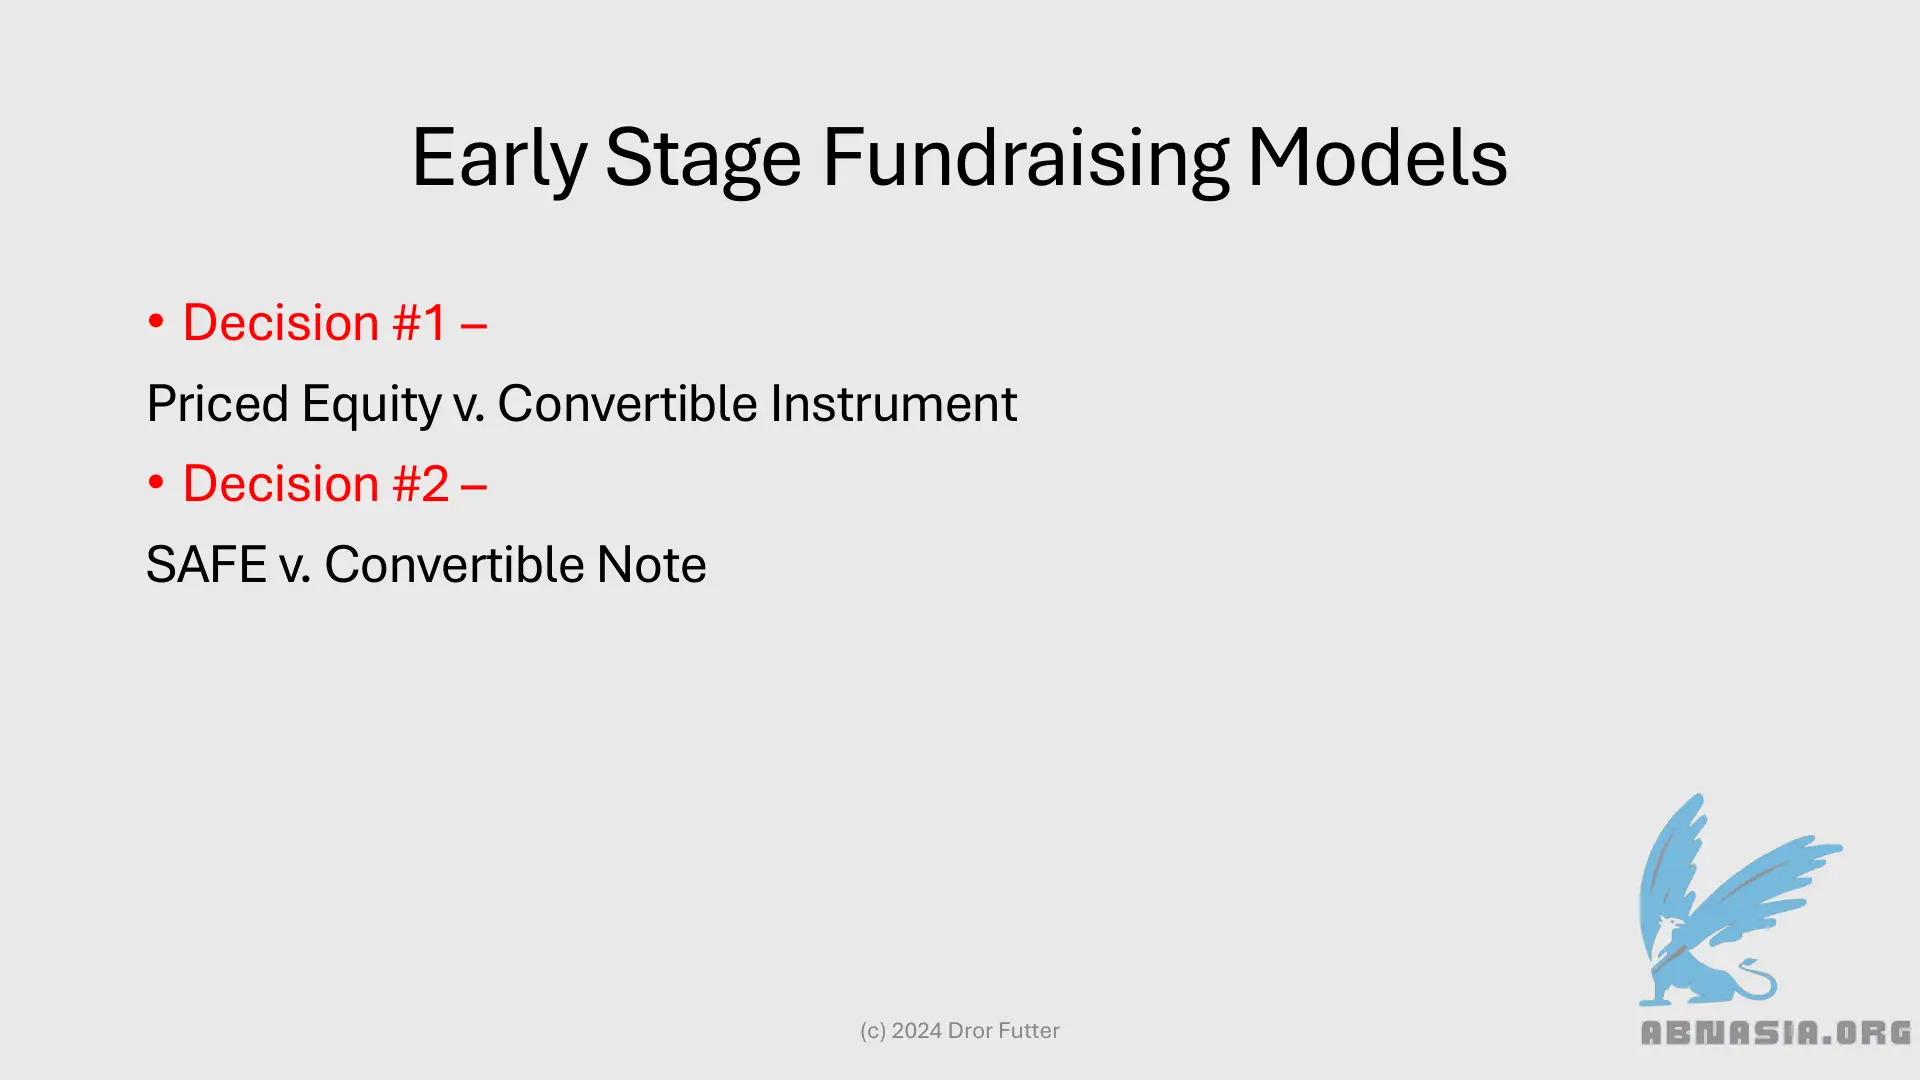 Early Stage Fundraising Models
• Decision #1 –
Priced Equity v. Convertible Instrument
• Decision #2 –
SAFE v. Convertible Note
(c) 2024 Dror Futter
ABNASIA.ORG